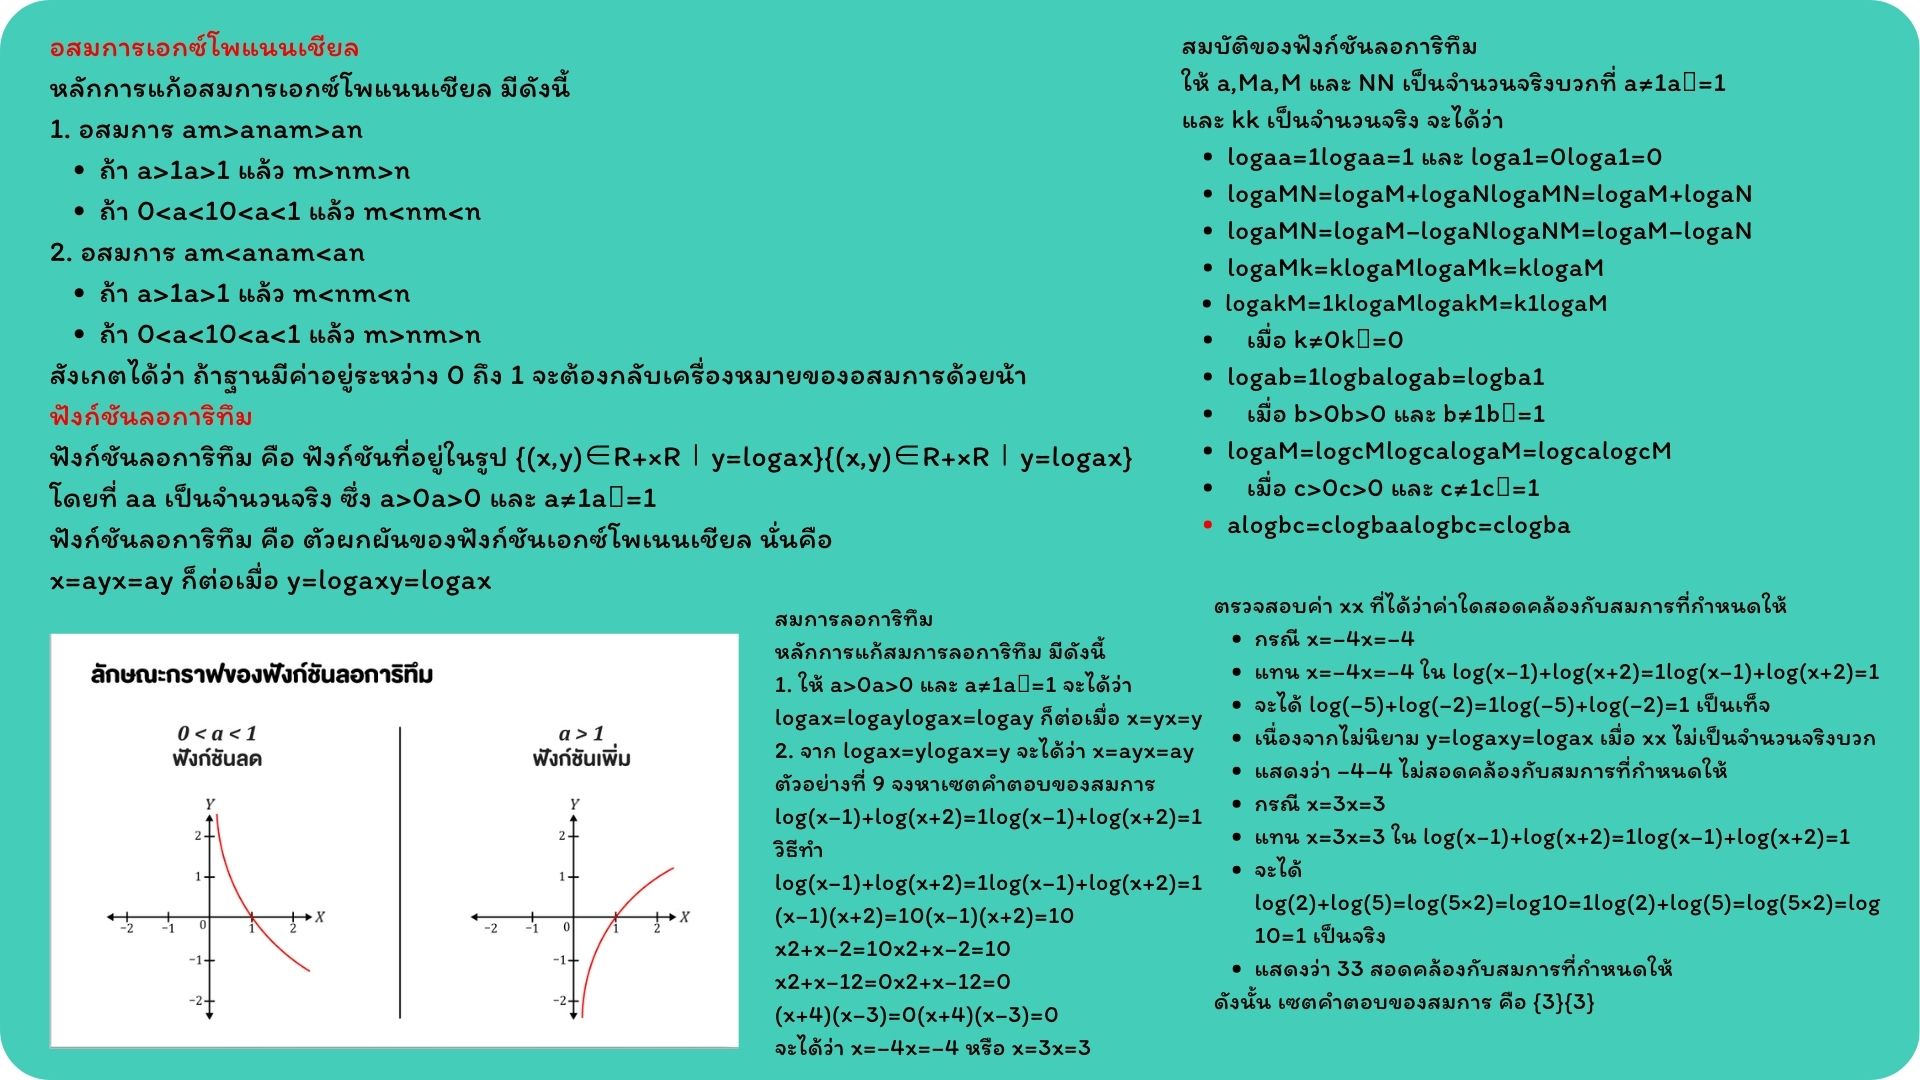 อสมการเอกซ์โพแนนเชียล
หลักการแก้อสมการเอกซ์โพแนนเชียล มีดังนี้
1. อสมการ am>anam>an
• ถ้า a>1a>1 แล้ว m>nm>n
• ถ้า 0<a<10<a<1 แล้ว m<nm<n
2. อสมการ am<anam<an
• ถ้า a>1a>1 แล้ว m<nm<n
• ถ้า 0<a<10<a<1 แล้ว m>nm>n
สังเกตได้ว่า ถ้าฐานมีค่าอยู่ระหว่าง 0 ถึง 1 จะต้องกลับเครื่องหมายของอสมการด้วยน้า
ฟังก์ชันลอการิทึม
ฟังก์ชันลอการิทึม คือ ฟังก์ชันที่อยู่ในรูป {(x,y)∈R+×R | y=logax}{(x,y)∈R+×R | y=logax}
โดยที่ aa เป็นจำนวนจริง ซึ่ง a>0a>0 และ a≠1a▯=1
ฟังก์ชันลอการิทึม คือ ตัวผกผันของฟังก์ชันเอกซ์โพเนนเชียล นั่นคือ
x=ayx=ay ก็ต่อเมื่อ y=logaxy=logax
ลักษณะกราฟของฟังก์ชันลอการิทึม
0 < a < 1
ฟังก์ชันลด
Y
2
1
-2 -1 0 1 2 X
-1
-2
a > 1
ฟังก์ชันเพิ่ม
Y
2
1
-2 -1 0 1 2 X
-1
-2
สมการลอการิทึม
หลักการแก้สมการลอการิทึม มีดังนี้
1. ให้ a>0a>0 และ a≠1a▯=1 จะได้ว่า
logax=logaylogax=logay ก็ต่อเมื่อ x=yx=y
2. จาก logax=ylogax=y จะได้ว่า x=ayx=ay
ตัวอย่างที่ 9 จงหาเซตคำตอบของสมการ
log(x−1)+log(x+2)=1log(x−1)+log(x+2)=1
วิธีทำ
log(x−1)+log(x+2)=1log(x−1)+log(x+2)=1
(x−1)(x+2)=10(x−1)(x+2)=10
x2+x−2=10x2+x−2=10
x2+x−12=0x2+x−12=0
(x+4)(x−3)=0(x+4)(x−3)=0
จะได้ว่า x=−4x=−4 หรือ x=3x=3
สมบัติของฟังก์ชันลอการิทึม
ให้ a,Ma,M และ NN เป็นจำนวนจริงบวกที่ a≠1a▯=1
และ kk เป็นจำนวนจริง จะได้ว่า
• logaa=1logaa=1 และ loga1=0loga1=0
• logaMN=logaM+logaNlogaMN=logaM+logaN
• logaMN=logaM−logaNlogaNM=logaM−logaN
• logaMk=klogaMlogaMk=klogaM
• logakM=1klogaMlogakM=k1logaM
• เมื่อ k≠0k▯=0
• logab=1logbalogab=logba1
• เมื่อ b>0b>0 และ b≠1b▯=1
• logaM=logcMlogcalogaM=logcalogcM
• เมื่อ c>0c>0 และ c≠1c▯=1
• alogbc=clogbaalogbc=clogba
ตรวจสอบค่า xx ที่ได้ว่าค่าใดสอดคล้องกับสมการที่กำหนดให้
• กรณี x=−4x=−4
• แทน x=−4x=−4 ใน log(x−1)+log(x+2)=1log(x−1)+log(x+2)=1
• จะได้ log(−5)+log(−2)=1log(−5)+log(−2)=1 เป็นเท็จ
• เนื่องจากไม่นิยาม y=logaxy=logax เมื่อ xx ไม่เป็นจำนวนจริงบวก
• แสดงว่า −4−4 ไม่สอดคล้องกับสมการที่กำหนดให้
• กรณี x=3x=3
• แทน x=3x=3 ใน log(x−1)+log(x+2)=1log(x−1)+log(x+2)=1
• จะได้
log(2)+log(5)=log(5×2)=log10=1log(2)+log(5)=log(5×2)=log
10=1 เป็นจริง
• แสดงว่า 33 สอดคล้องกับสมการที่กำหนดให้
ดังนั้น เซตคำตอบของสมการ คือ {3}{3}